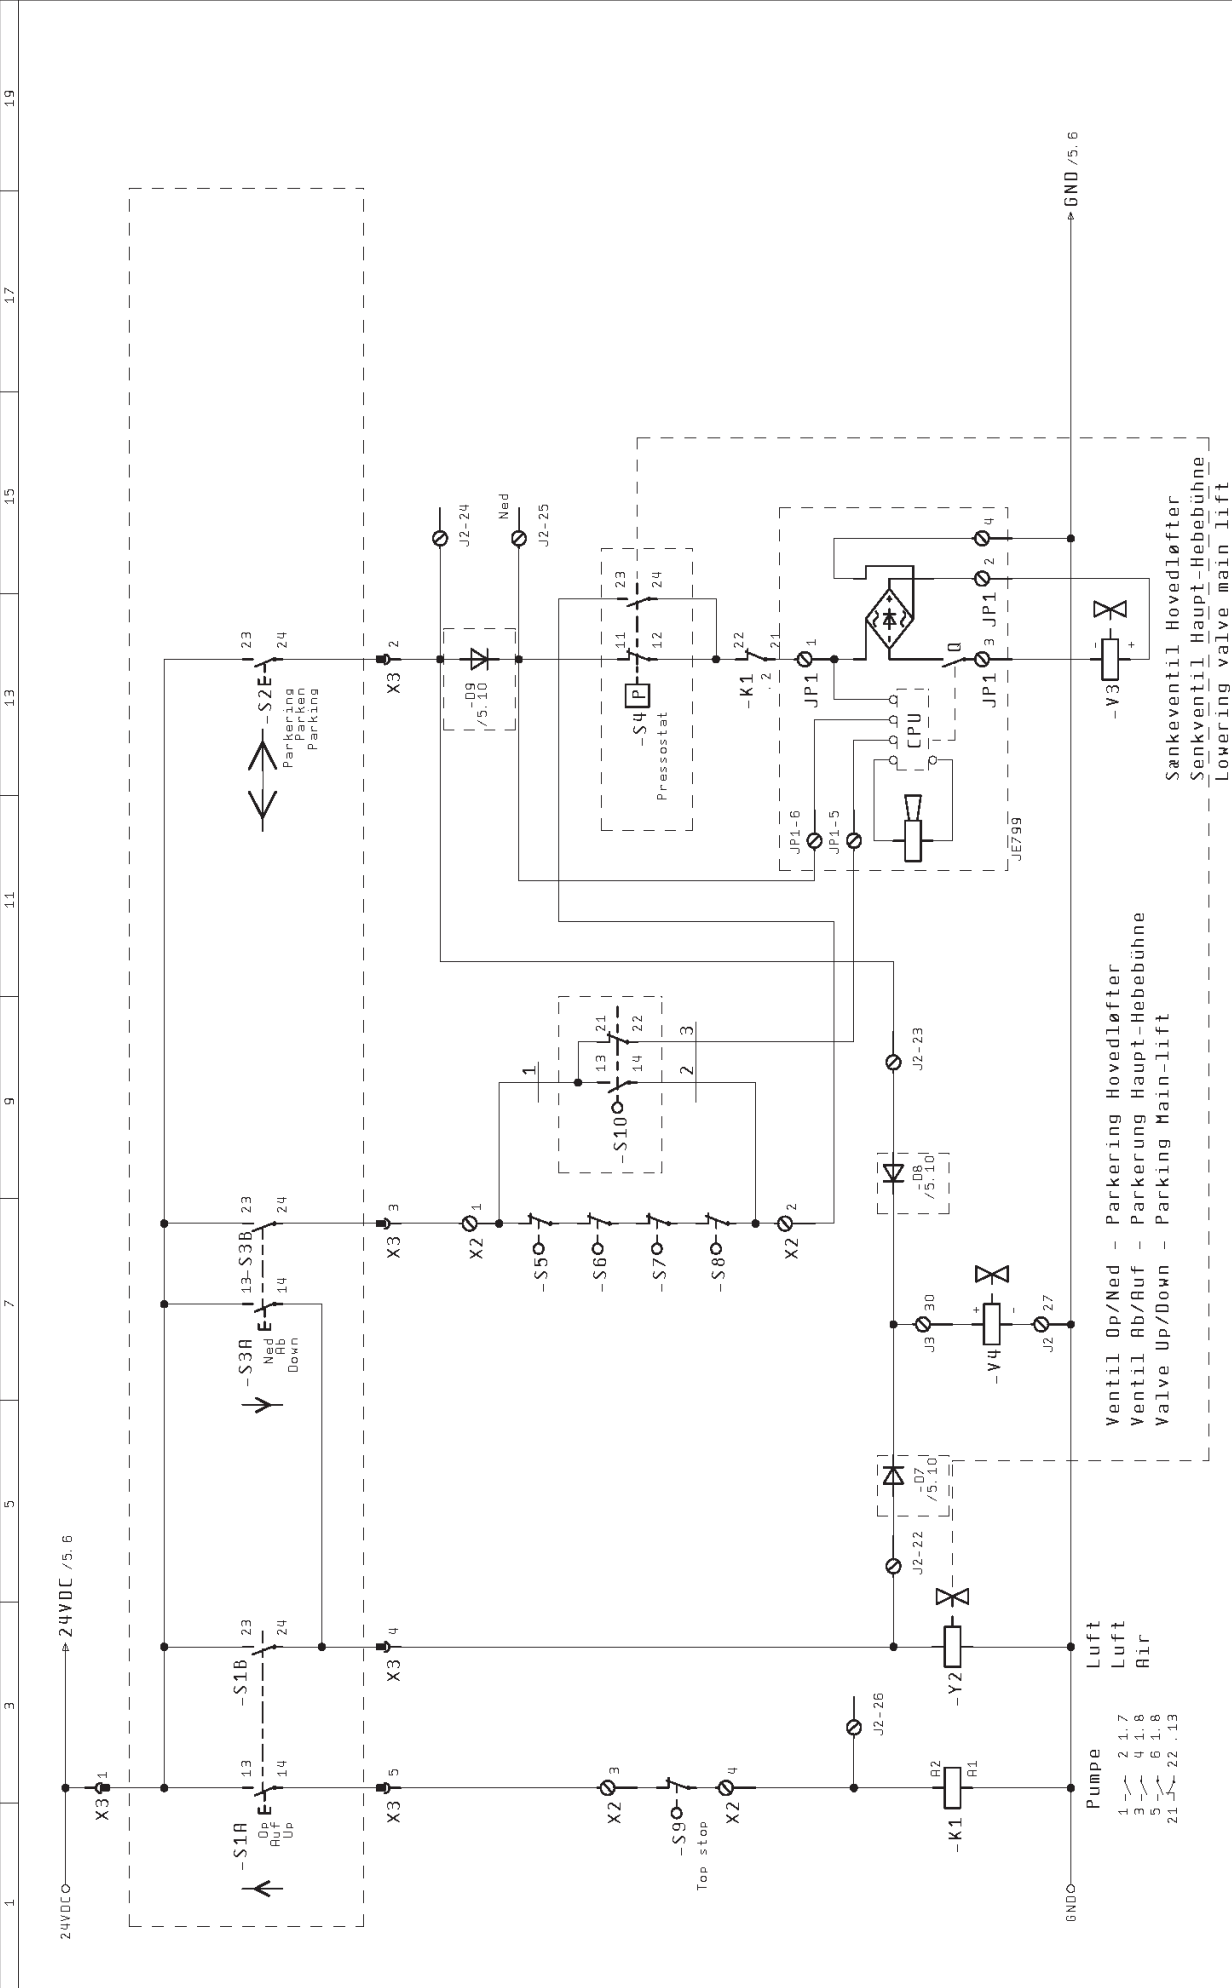 1
3
5
7
9
11
13
15
17
19
24VDC
24VDC /5.6
X3
1
-S1A
Op
Auf
Up
13
14
-S1B
23
24
-S3A
Ned
Ab
Down
13
14
-S3B
23
24
-S2E
Parkering
Parken
Parking
23
24
X3
5
X3
4
X3
3
X3
2
J2-24
-D9
/5.10
Ned
J2-25
X2
1
-S5
-S6
-S7
-S8
X2
2
1
-S10
13
14
21
22
2
3
-S4
P
Pressostat
11
12
23
24
-K1
.2
22
21
X2
3
-S9
Top stop
X2
4
J2-26
JP1
1
JP1-6
JP1-5
CPU
Q
JP1
3
JP1
2
4
JE799
J2-22
-D7
/5.10
-D8
/5.10
J2-23
J3
30
-V4
+
-
J2
27
-K1
A2
A1
-Y2
-V3
-
+
GND
GND /5.6
Pumpe
1 2 1.7
3 4 1.8
5 6 1.8
21 22 .13
Luft
Luft
Air
Ventil Op/Ned - Parkering Hovedløfter
Ventil Ab/Auf - Parkerung Haupt-Hebebühne
Valve Up/Down - Parking Main-lift
Sænkeventil Hovedløfter
Senkventil Haupt-Hebebühne
Lowering valve main lift